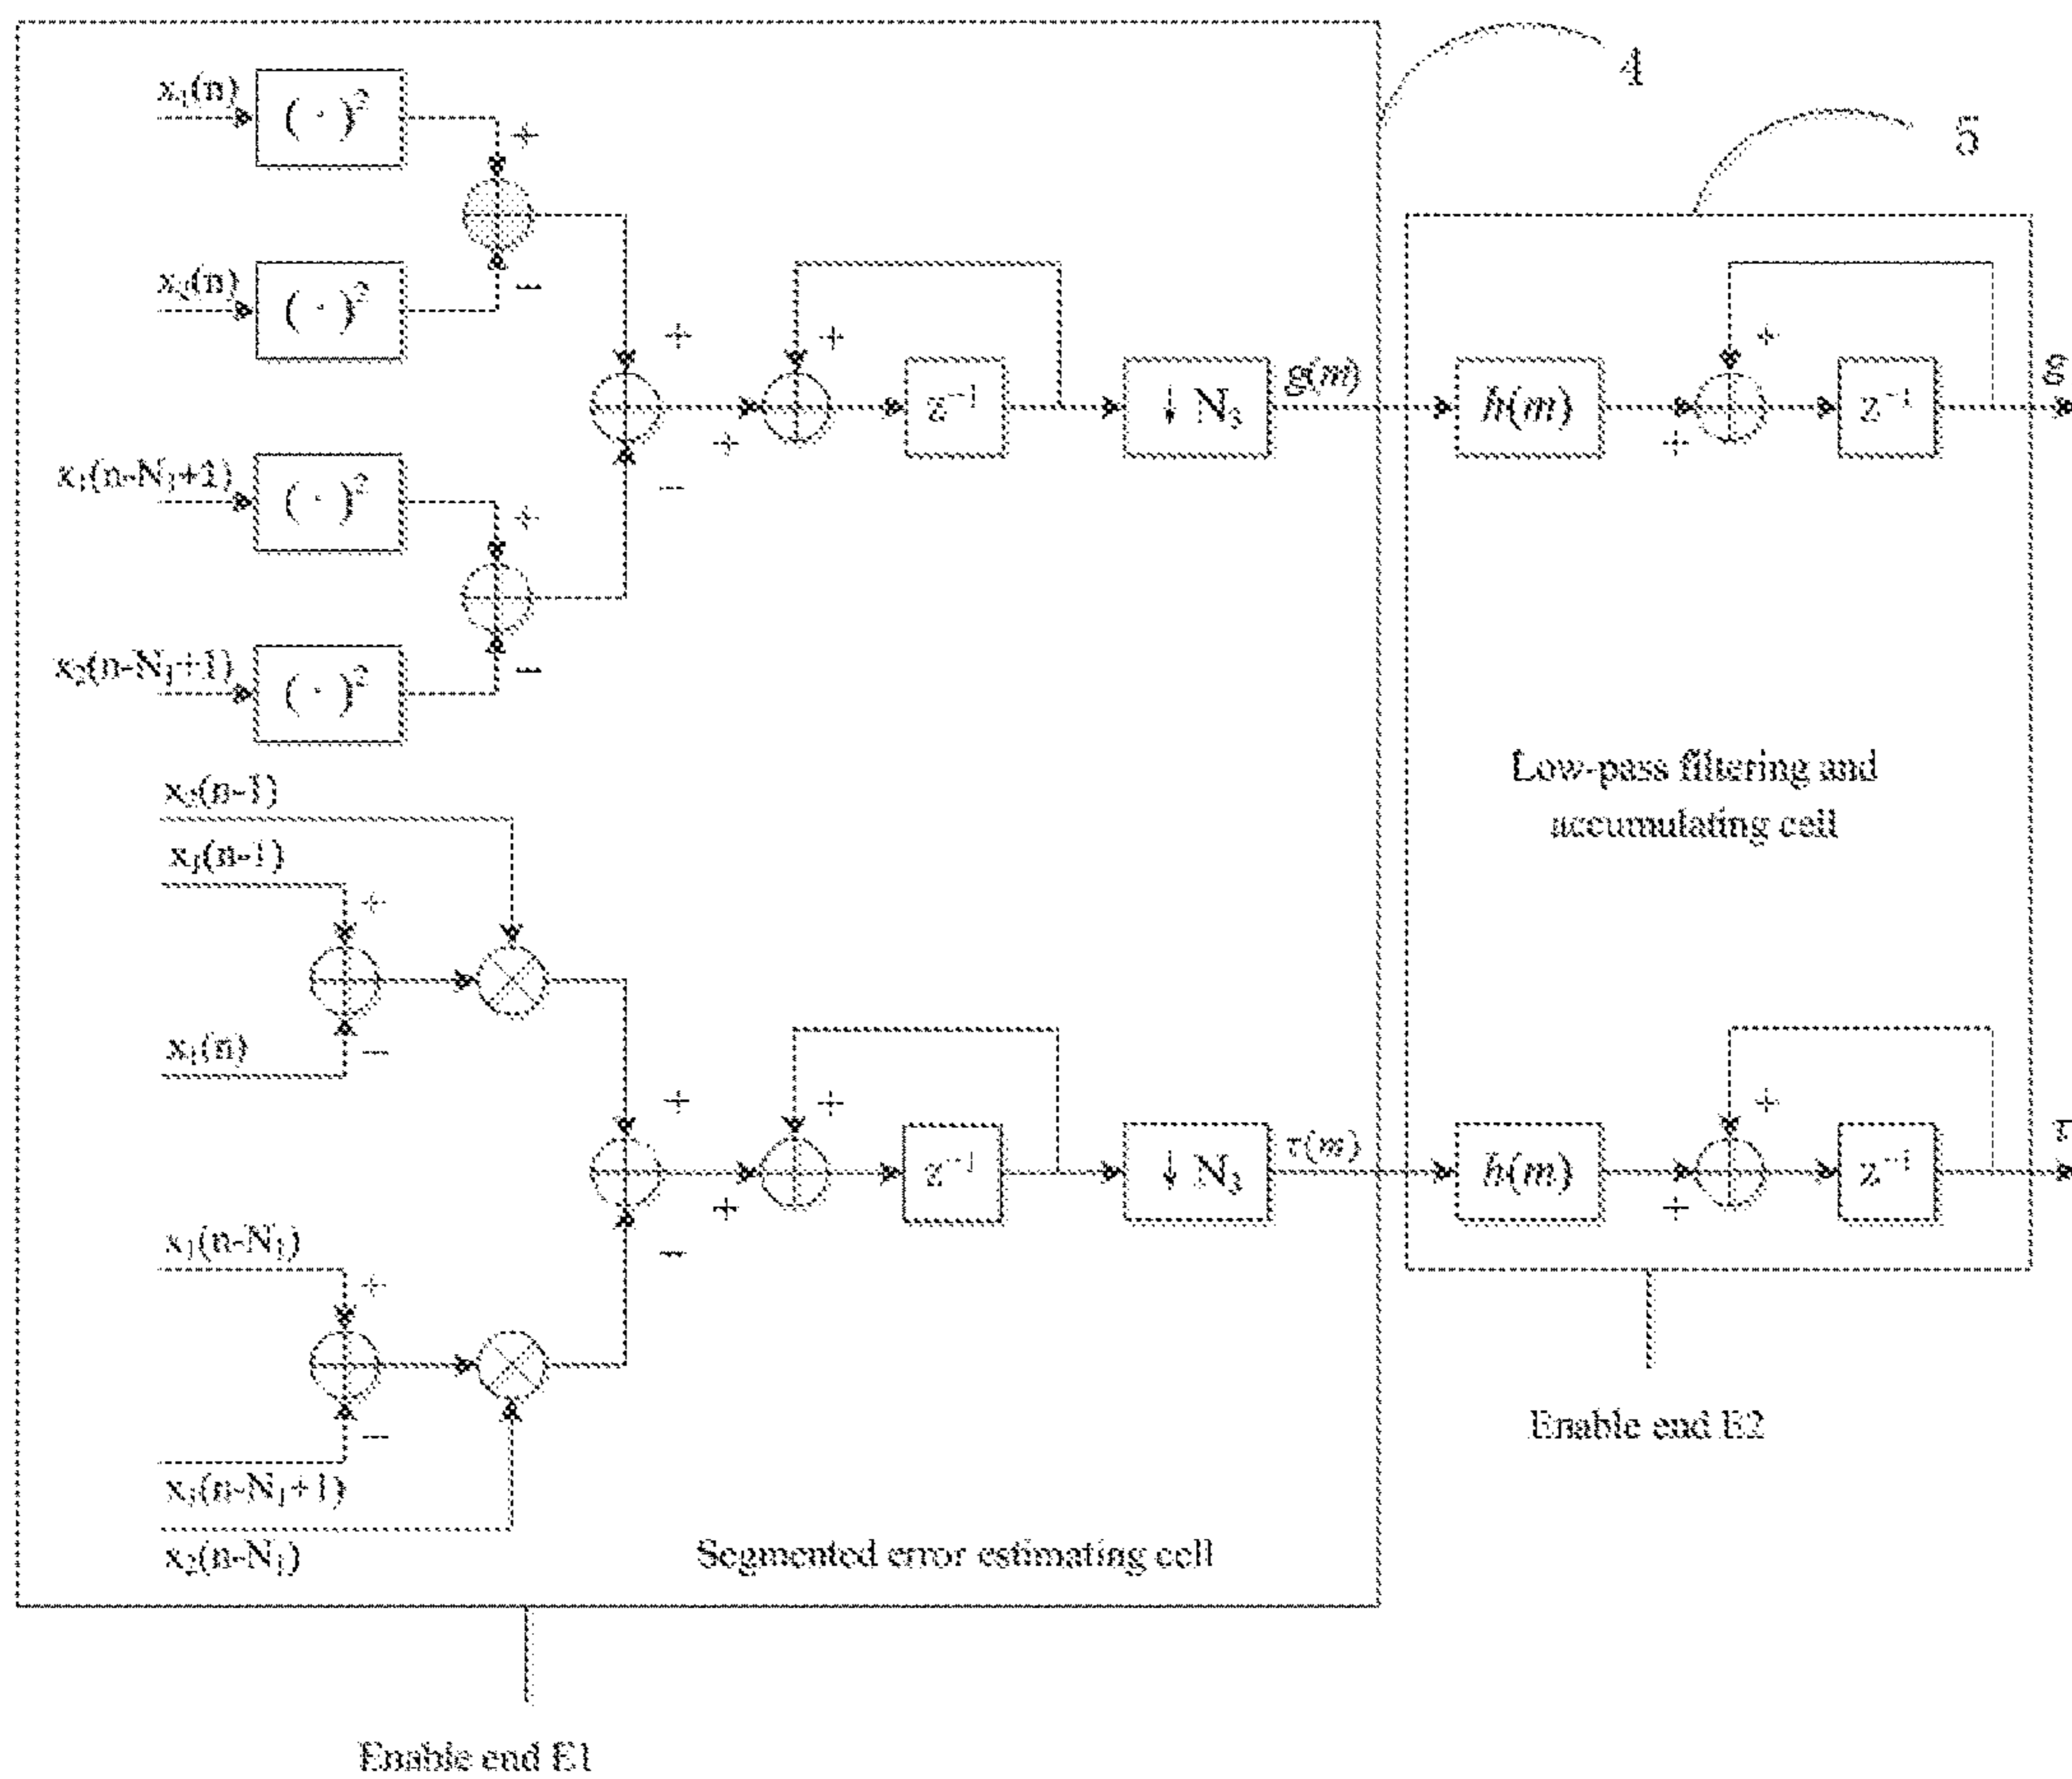 4
5
x₁(n)
( · )²
+
x₂(n)
( · )²
−
+
+
g(m)
+
g
z⁻¹
↓ N₃
h(m)
z⁻¹
+
−
+
x₁(n-N₁+1)
( · )²
+
x₂(n-N₁+1)
( · )²
−
Low-pass filtering and
accumulating cell
x₂(n-1)
x₁(n-1)
+
x₁(n)
−
+
+
τ(m)
+
τ
z⁻¹
↓ N₃
h(m)
z⁻¹
+
−
+
x₁(n-N₁)
+
−
x₁(n-N₁+1)
x₂(n-N₁)
Enable end E2
Segmented error estimating cell
Enable end E1